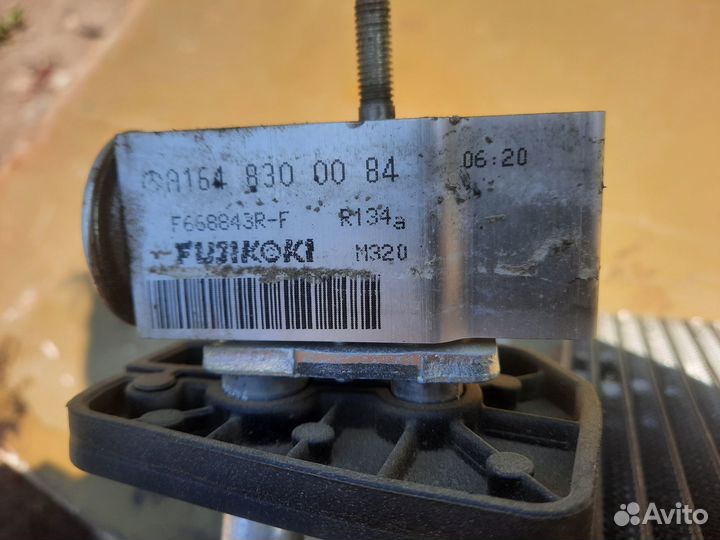 A164 830 00 84 06:20
F668843R-F R134a
FUJIKOKI M320
Avito